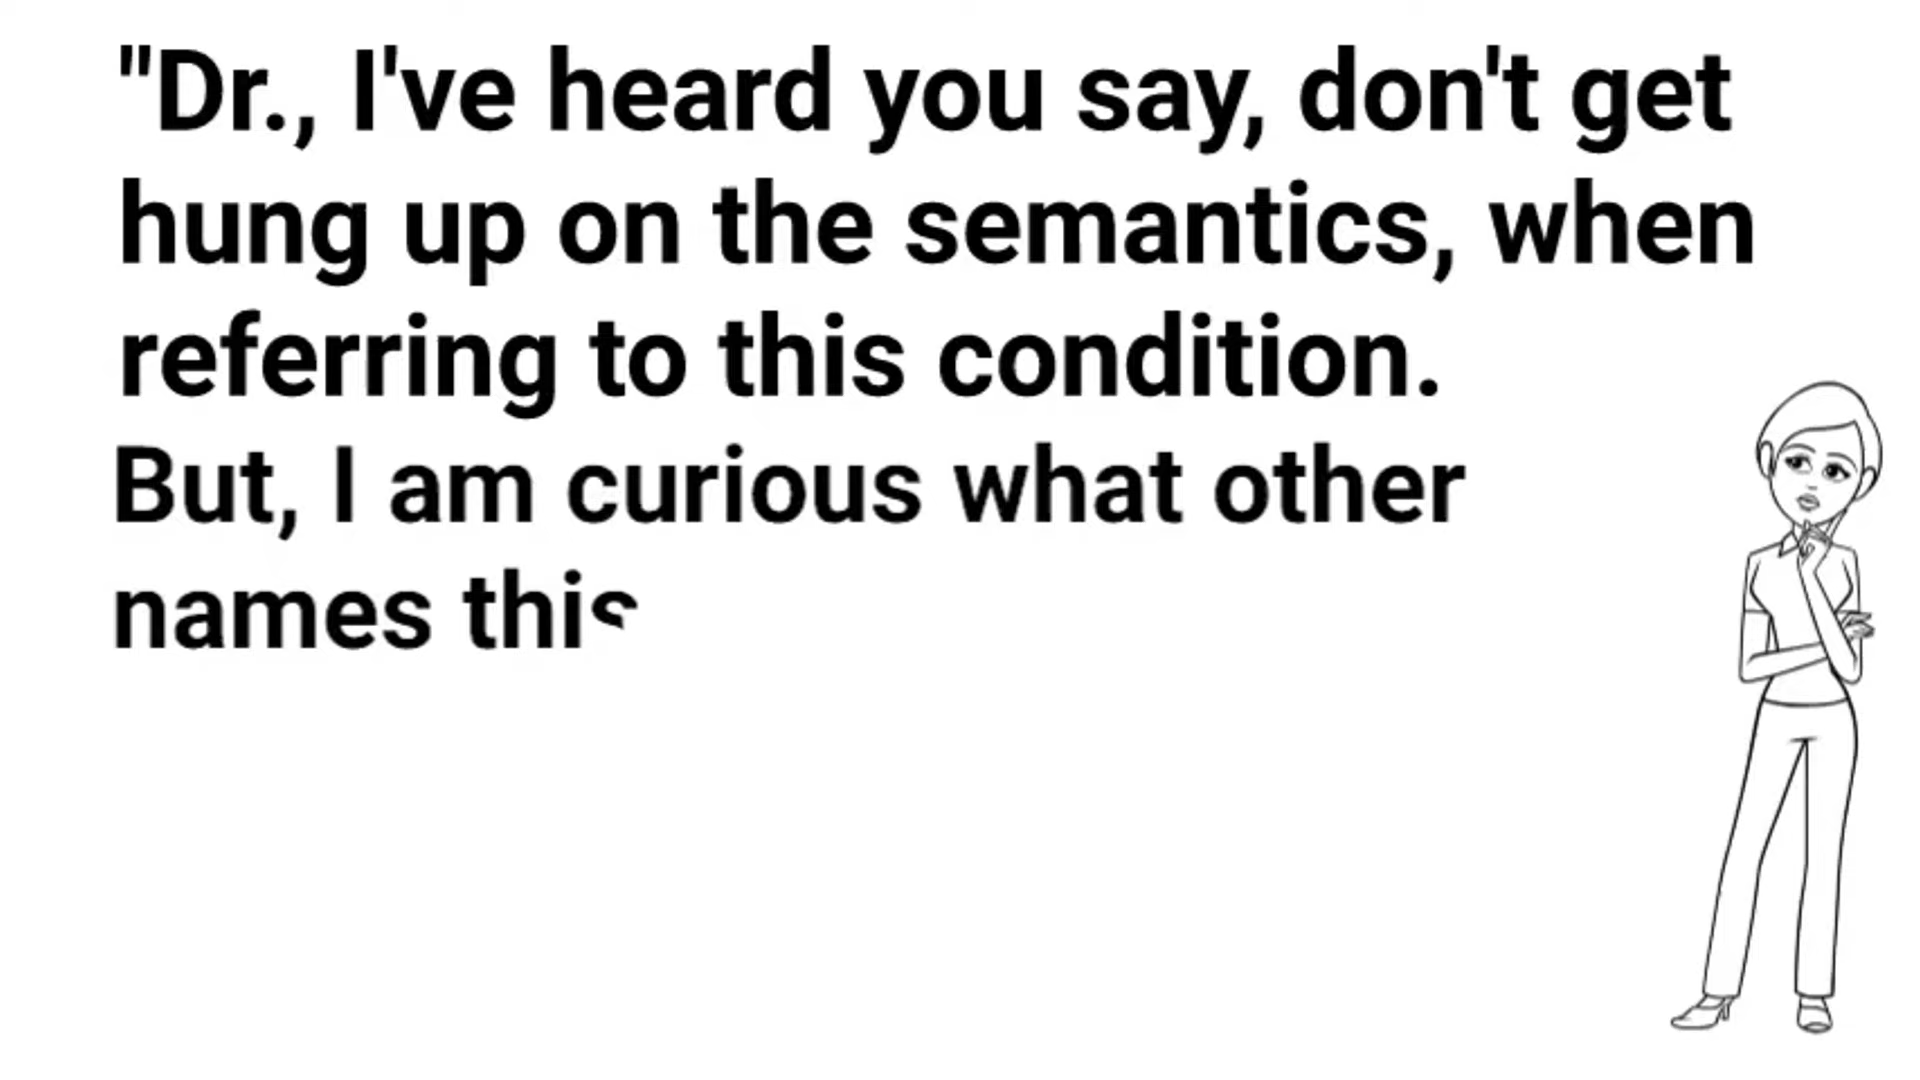 "Dr., I've heard you say, don't get
hung up on the semantics, when
referring to this condition.
But, I am curious what other
names this